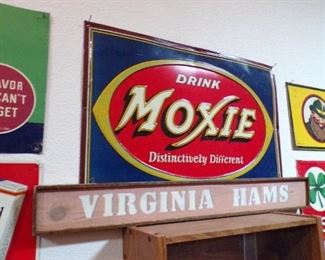 AVOR
CAN'T
GET
DRINK
MOXIE
Distinctively Different
VIRGINIA HAMS